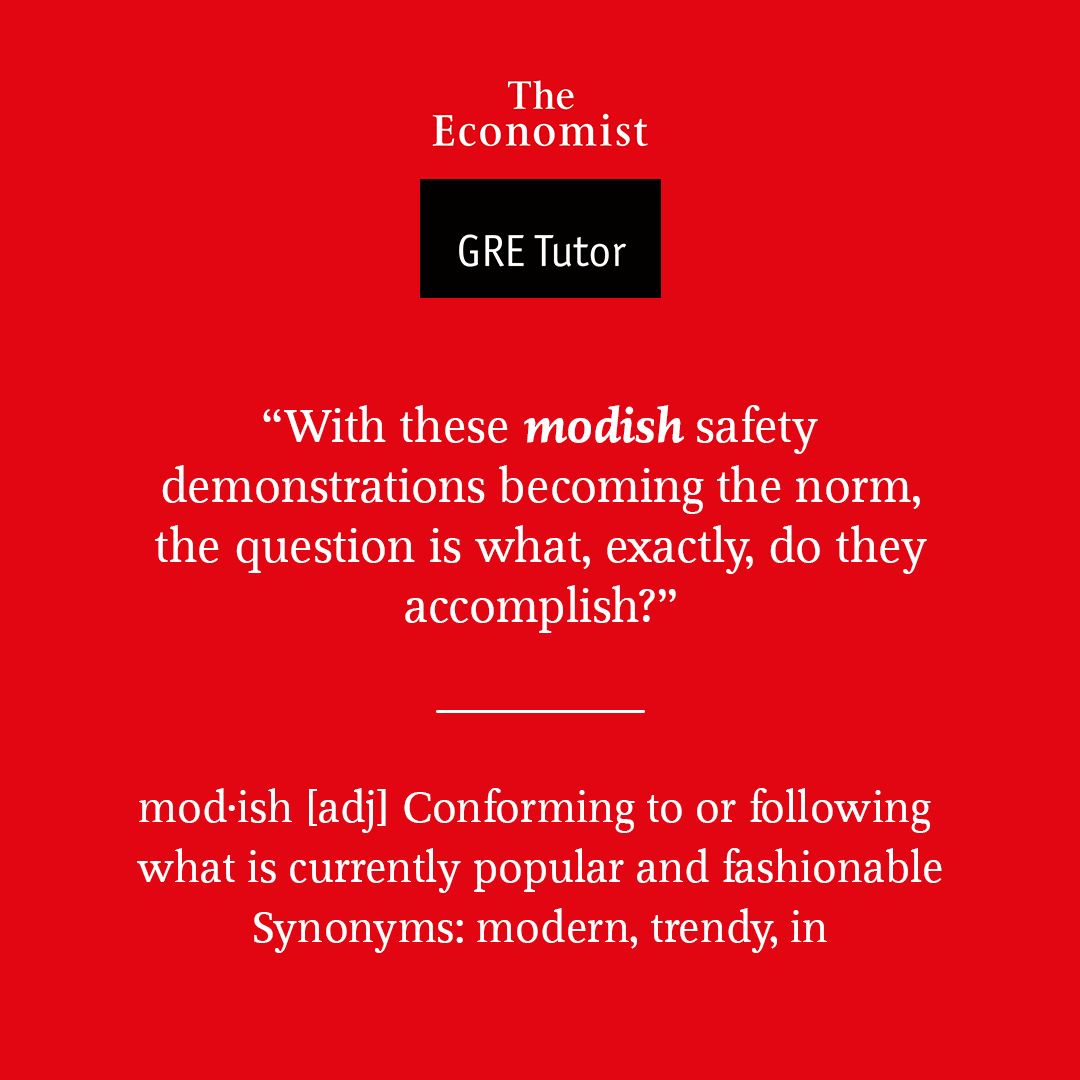 The
Economist
GRE Tutor
“With these modish safety
demonstrations becoming the norm,
the question is what, exactly, do they
accomplish?”
mod·ish [adj] Conforming to or following
what is currently popular and fashionable
Synonyms: modern, trendy, in